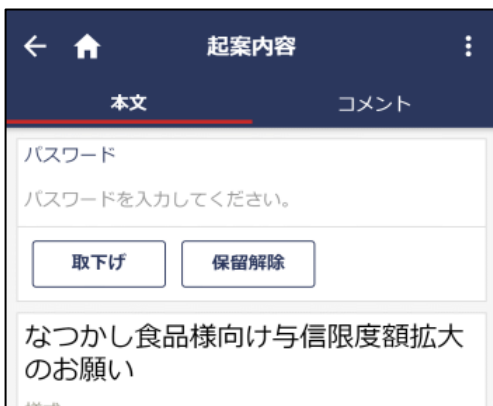 起案内容
本文 コメント
パスワード
パスワードを入力してください。
取下げ 保留解除
なつかし食品様向け与信限度額拡大
のお願い